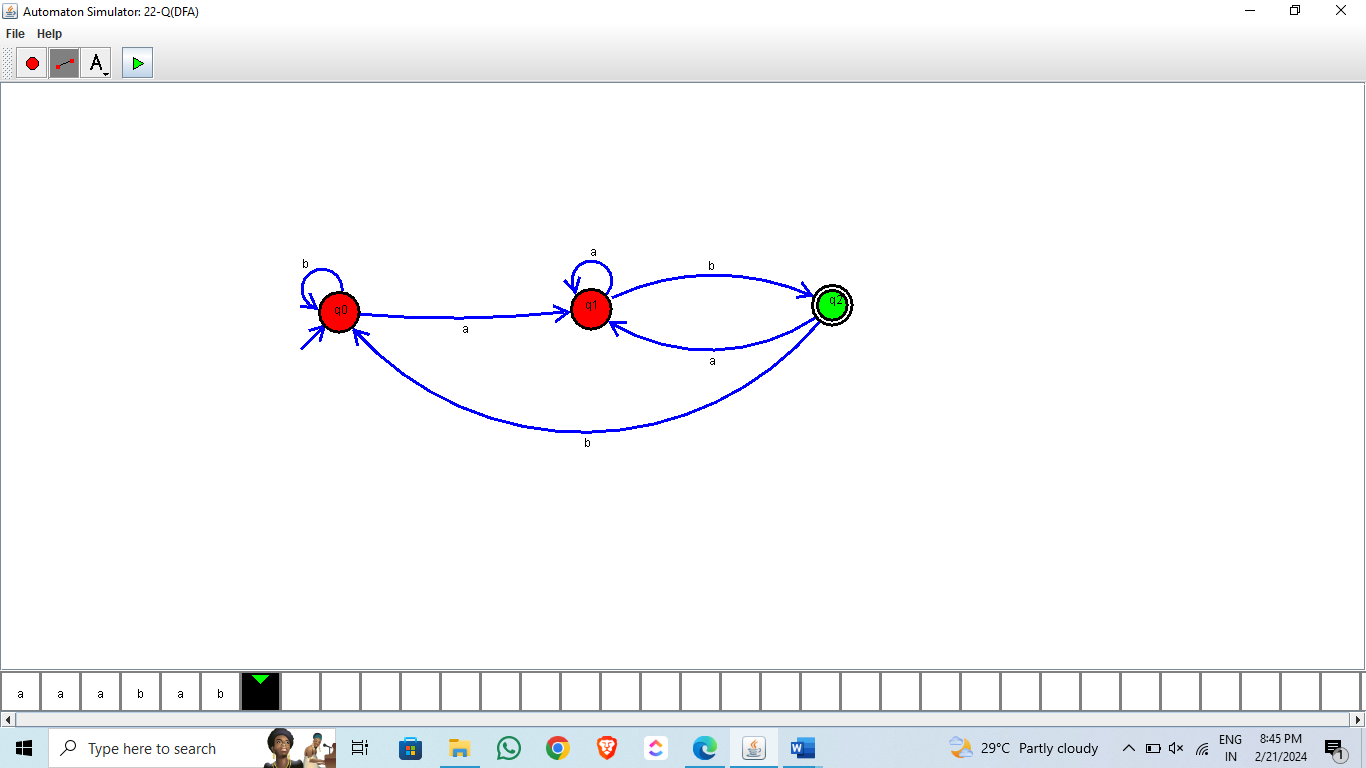 Automaton Simulator: 22-Q(DFA)
File Help
A
b
a
b
q0
q1
q2
a
a
b
a a a b a b
Type here to search
29°C Partly cloudy
ENG
IN
8:45 PM
2/21/2024
1